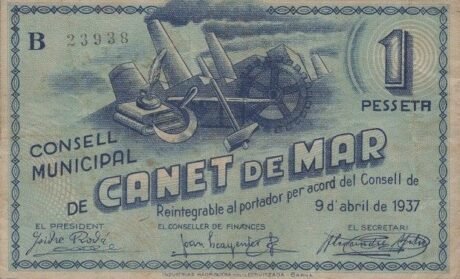 B 23938
1
PESSETA
CONSELL
MUNICIPAL
DE CANET DE MAR
Reintegrable al portador per acord del Consell de
9 d'abril de 1937
EL PRESIDENT
EL CONSELLER DE FINANCES
EL SECRETARI